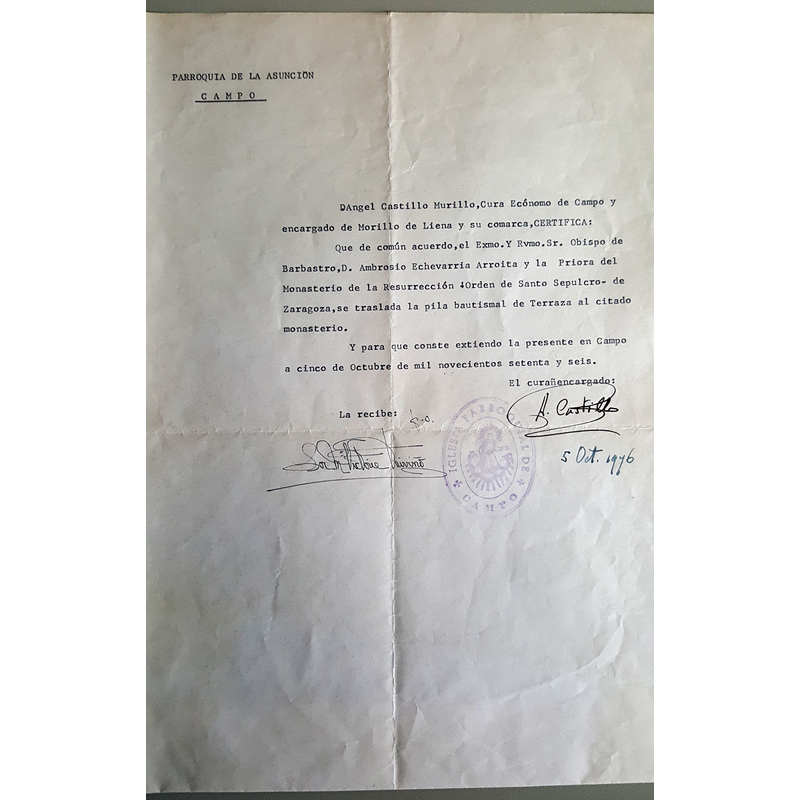 PARROQUIA DE LA ASUNCIÓN
C A M P O
DAngel Castillo Murillo,Cura Ecónomo de Campo y
encargado de Morillo de Liena y su comarca,CERTIFICA:
Que de común acuerdo,el Exmo.Y Rvmo.Sr. Obispo de
Barbastro,D. Ambrosio Echevarria Arroita y la Priora del
Monasterio de la Resurrección Orden de Santo Sepulcro- de
Zaragoza,se traslada la pila bautismal de Terraza al citado
monasterio.
Y para que conste extiendo la presente en Campo
a cinco de Octubre de mil novecientos setenta y seis.
El curañencargado:
La recibe:
A. Castillo
IGLESIA PARROQUIAL DE
CAMPO
5 Oct. 1976